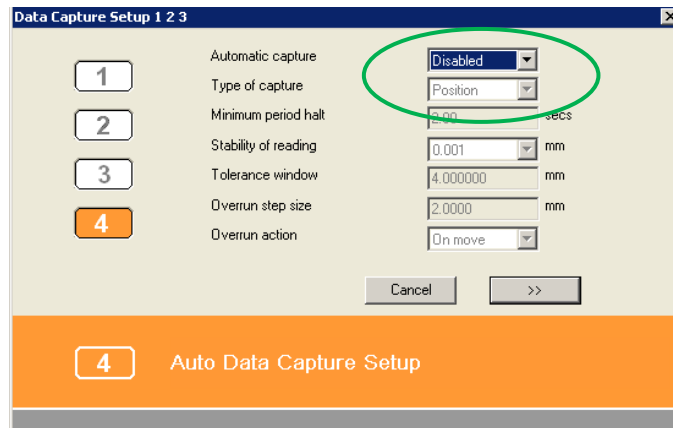 Data Capture Setup 1 2 3
Automatic capture Disabled
1
Type of capture Position
Minimum period halt 2.00 secs
2
Stability of reading 0.001 mm
3
Tolerance window 4.000000 mm
Overrun step size 2.0000 mm
4
Overrun action On move
Cancel >>
4 Auto Data Capture Setup